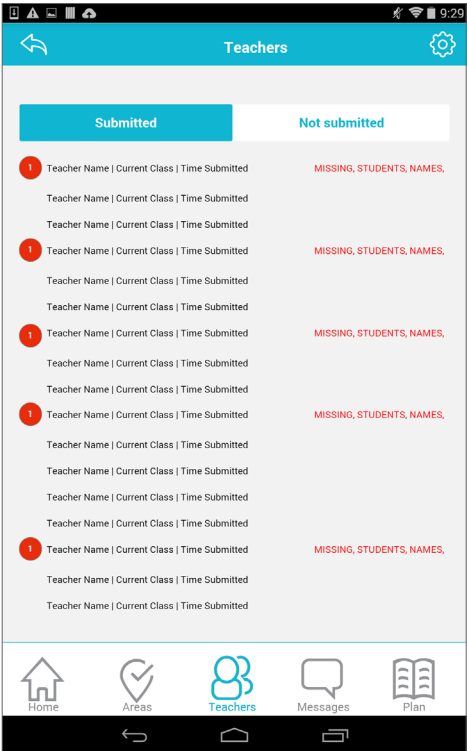 9:29
Teachers
Submitted Not submitted
1 Teacher Name | Current Class | Time Submitted MISSING, STUDENTS, NAMES,
Teacher Name | Current Class | Time Submitted
Teacher Name | Current Class | Time Submitted
1 Teacher Name | Current Class | Time Submitted MISSING, STUDENTS, NAMES,
Teacher Name | Current Class | Time Submitted
Teacher Name | Current Class | Time Submitted
1 Teacher Name | Current Class | Time Submitted MISSING, STUDENTS, NAMES,
Teacher Name | Current Class | Time Submitted
Teacher Name | Current Class | Time Submitted
1 Teacher Name | Current Class | Time Submitted MISSING, STUDENTS, NAMES,
Teacher Name | Current Class | Time Submitted
Teacher Name | Current Class | Time Submitted
Teacher Name | Current Class | Time Submitted
Teacher Name | Current Class | Time Submitted
1 Teacher Name | Current Class | Time Submitted MISSING, STUDENTS, NAMES,
Teacher Name | Current Class | Time Submitted
Teacher Name | Current Class | Time Submitted
Home Areas Teachers Messages Plan